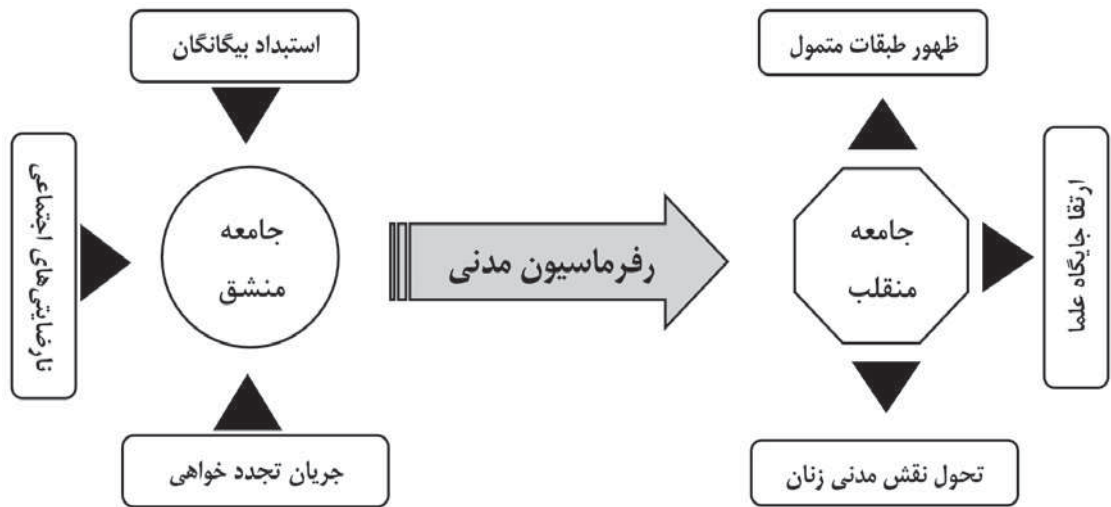 ظهور طبقات متمول
استبداد بیگانگان
ارتقا جایگاه علما
جامعه
منقلب
رفرماسیون مدنی
جامعه
منشق
نارضایتی‌های اجتماعی
تحول نقش مدنی زنان
جریان تجدد خواهی